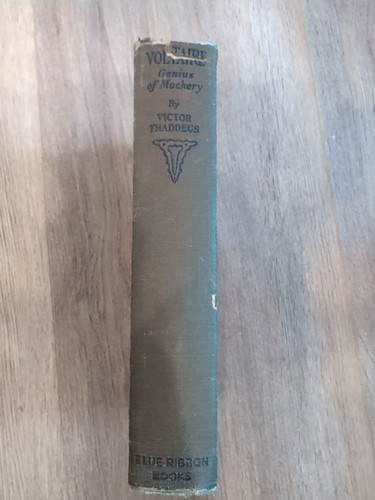 VOLTAIRE
Genius
of Mockery
By
VICTOR
THADDEUS
BLUE RIBBON
BOOKS